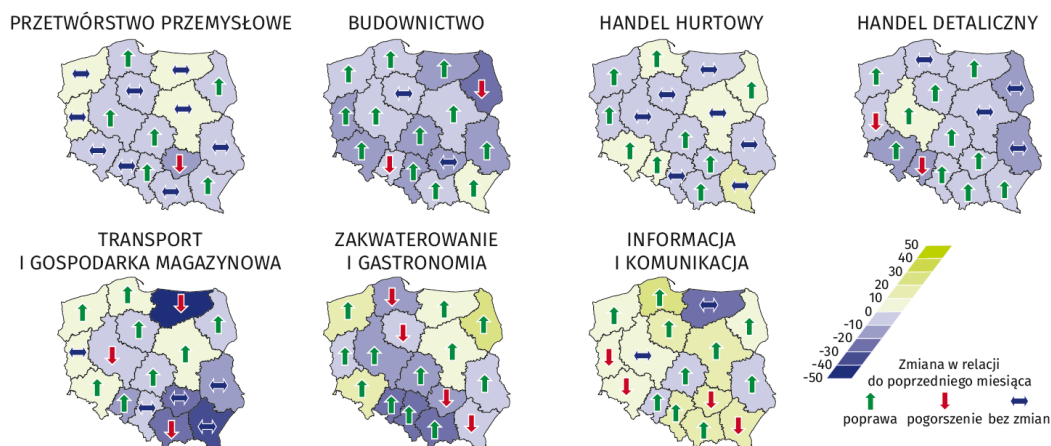 PRZETWÓRSTWO PRZEMYSŁOWE
BUDOWNICTWO
HANDEL HURTOWY
HANDEL DETALICZNY
TRANSPORT
I GOSPODARKA MAGAZYNOWA
ZAKWATEROWANIE
I GASTRONOMIA
INFORMACJA
I KOMUNIKACJA
50
40
30
20
10
0
-10
-20
-30
-40
-50
Zmiana w relacji
do poprzedniego miesiąca
poprawa pogorszenie bez zmian